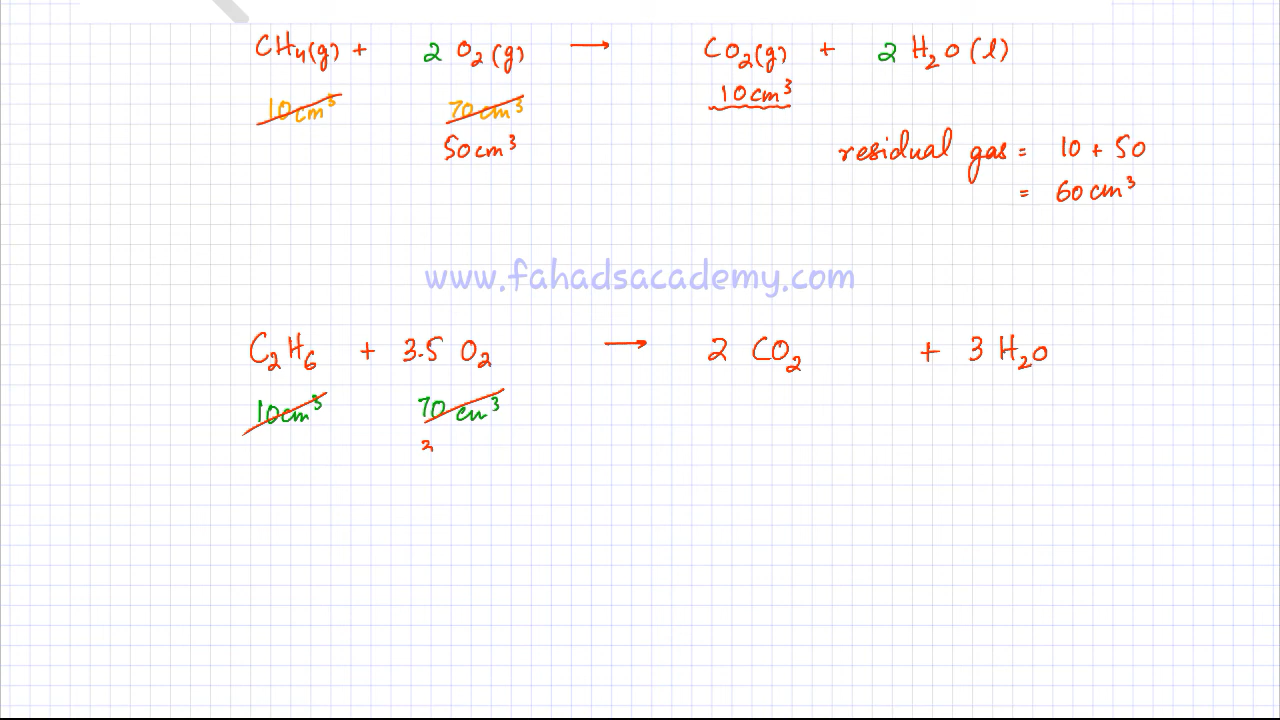 CH₄(g) + 2 O₂(g) → CO₂(g) + 2 H₂O(l)
10cm³ 70cm³ 10cm³
50cm³ residual gas = 10 + 50
= 60cm³
www.fahadsacademy.com
C₂H₆ + 3.5 O₂ → 2 CO₂ + 3 H₂O
10cm³ 70cm³